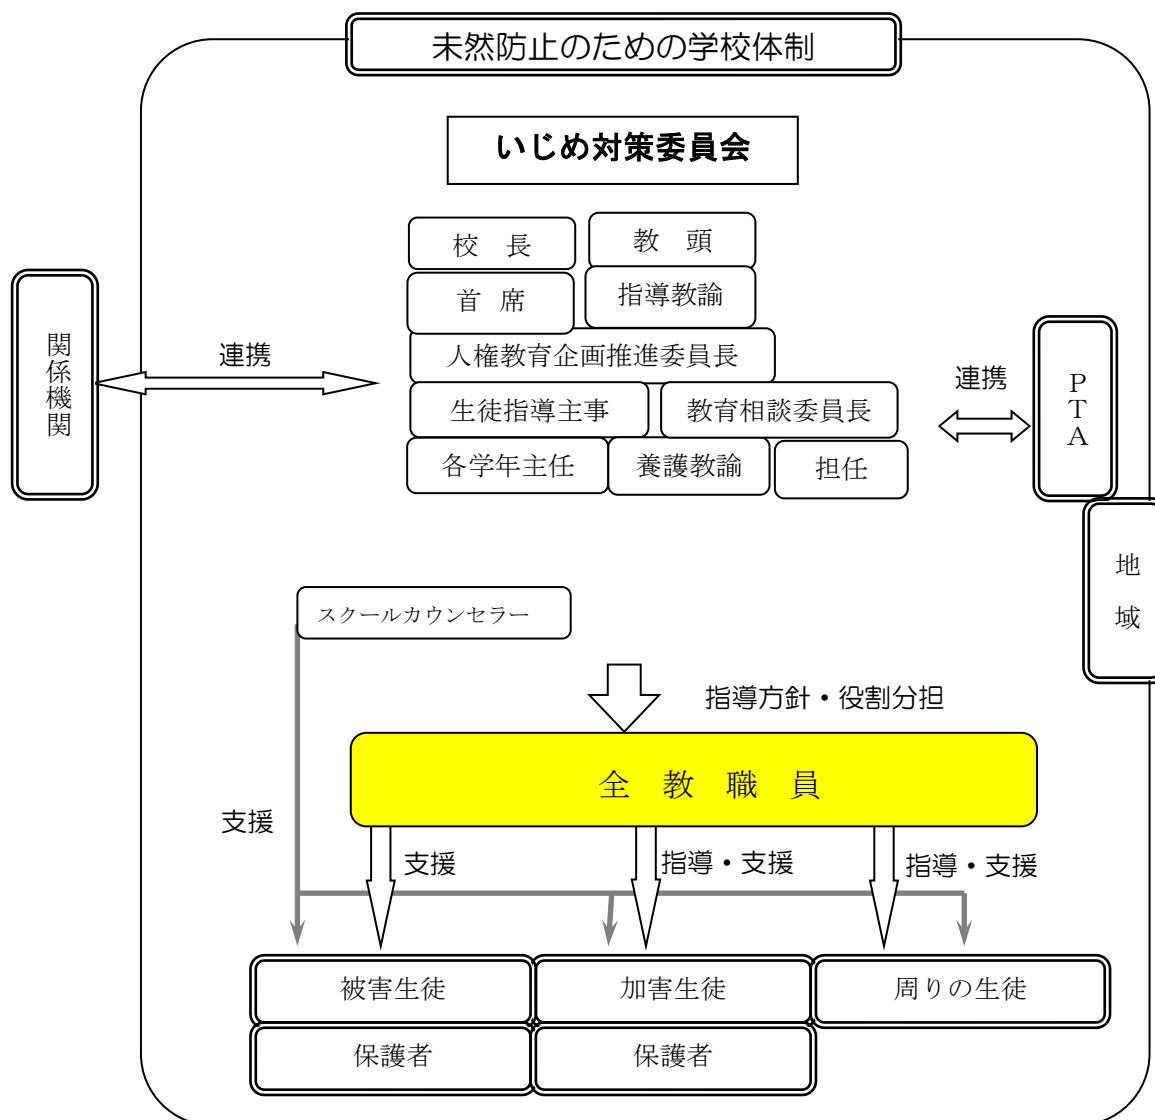 未然防止のための学校体制
いじめ対策委員会
校　長
教　頭
首 席
指導教諭
人権教育企画推進委員長
生徒指導主事
教育相談委員長
各学年主任
養護教諭
担任
関係機関
連携
連携
ＰＴＡ
地域
スクールカウンセラー
指導方針・役割分担
全　教　職　員
支援
支援
指導・支援
指導・支援
被害生徒
加害生徒
周りの生徒
保護者
保護者